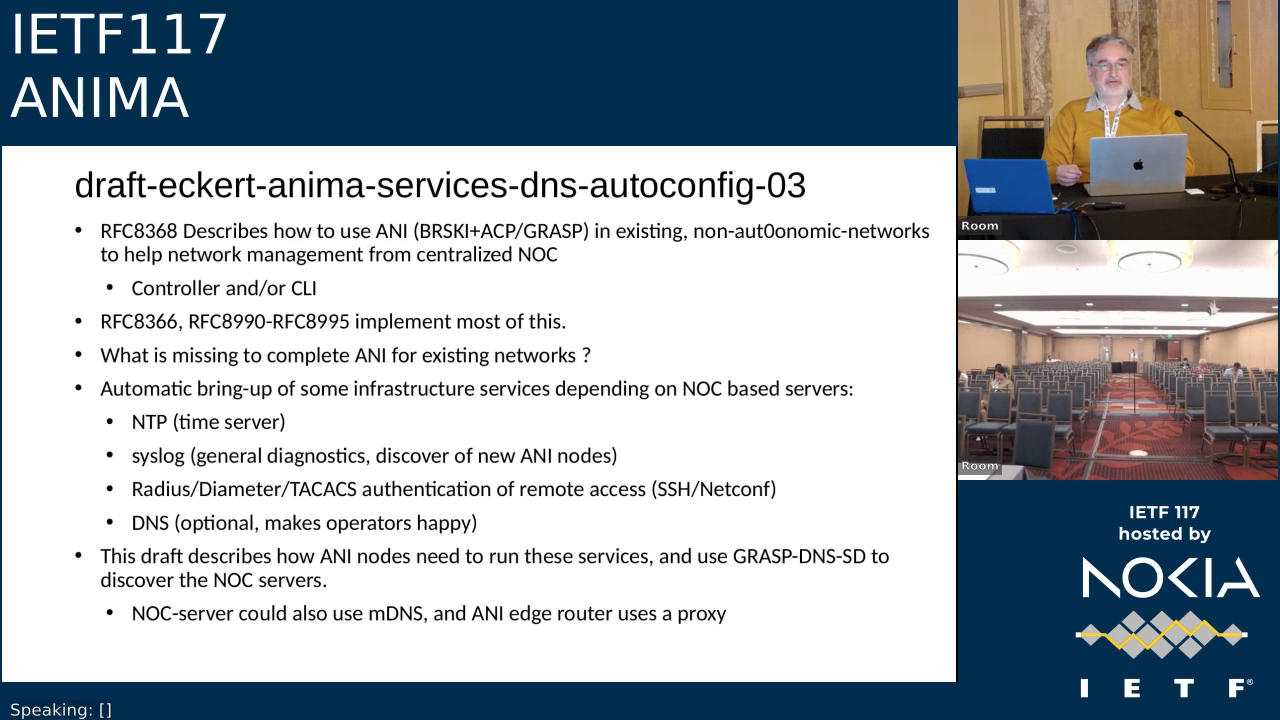 IETF117
ANIMA
draft-eckert-anima-services-dns-autoconfig-03
• RFC8368 Describes how to use ANI (BRSKI+ACP/GRASP) in existing, non-aut0onomic-networks
to help network management from centralized NOC
• Controller and/or CLI
• RFC8366, RFC8990-RFC8995 implement most of this.
• What is missing to complete ANI for existing networks ?
• Automatic bring-up of some infrastructure services depending on NOC based servers:
• NTP (time server)
• syslog (general diagnostics, discover of new ANI nodes)
• Radius/Diameter/TACACS authentication of remote access (SSH/Netconf)
• DNS (optional, makes operators happy)
• This draft describes how ANI nodes need to run these services, and use GRASP-DNS-SD to
discover the NOC servers.
• NOC-server could also use mDNS, and ANI edge router uses a proxy
Room
Room
IETF 117
hosted by
NOKIA
IETF®
Speaking: []